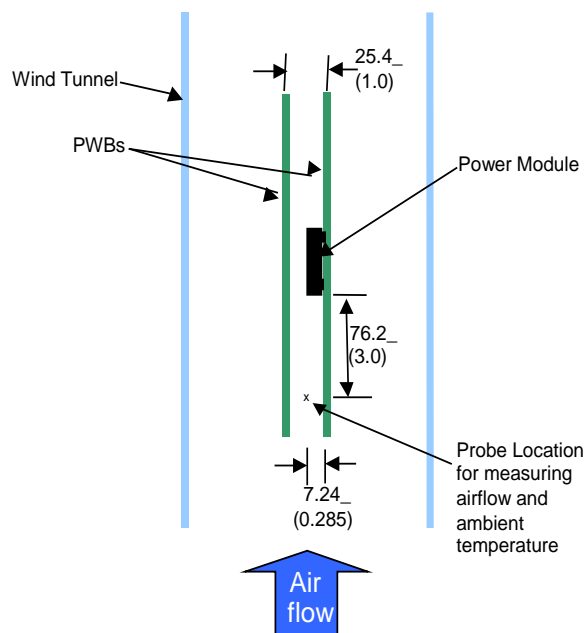 25.4_
(1.0)
Wind Tunnel
PWBs
Power Module
76.2_
(3.0)
x
Probe Location
for measuring
airflow and
ambient
temperature
7.24_
(0.285)
Air
flow